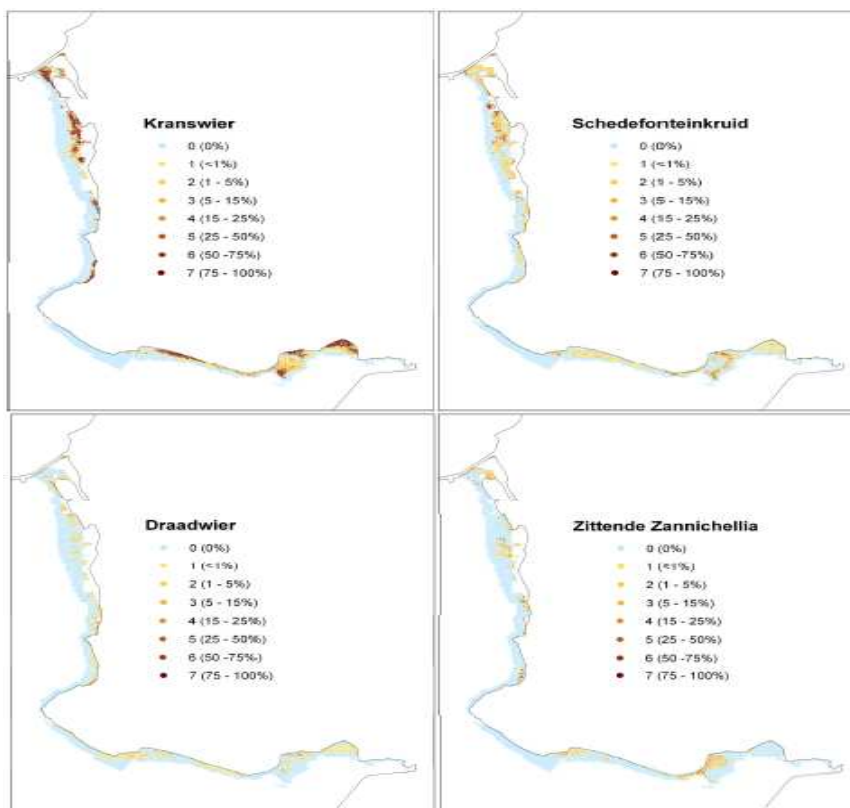 Kranswier
0 (0%)
1 (<1%)
2 (1 - 5%)
3 (5 - 15%)
4 (15 - 25%)
5 (25 - 50%)
6 (50 -75%)
7 (75 - 100%)
Schedefonteinkruid
0 (0%)
1 (<1%)
2 (1 - 5%)
3 (5 - 15%)
4 (15 - 25%)
5 (25 - 50%)
6 (50 -75%)
7 (75 - 100%)
Draadwier
0 (0%)
1 (<1%)
2 (1 - 5%)
3 (5 - 15%)
4 (15 - 25%)
5 (25 - 50%)
6 (50 -75%)
7 (75 - 100%)
Zittende Zannichellia
0 (0%)
1 (<1%)
2 (1 - 5%)
3 (5 - 15%)
4 (15 - 25%)
5 (25 - 50%)
6 (50 -75%)
7 (75 - 100%)